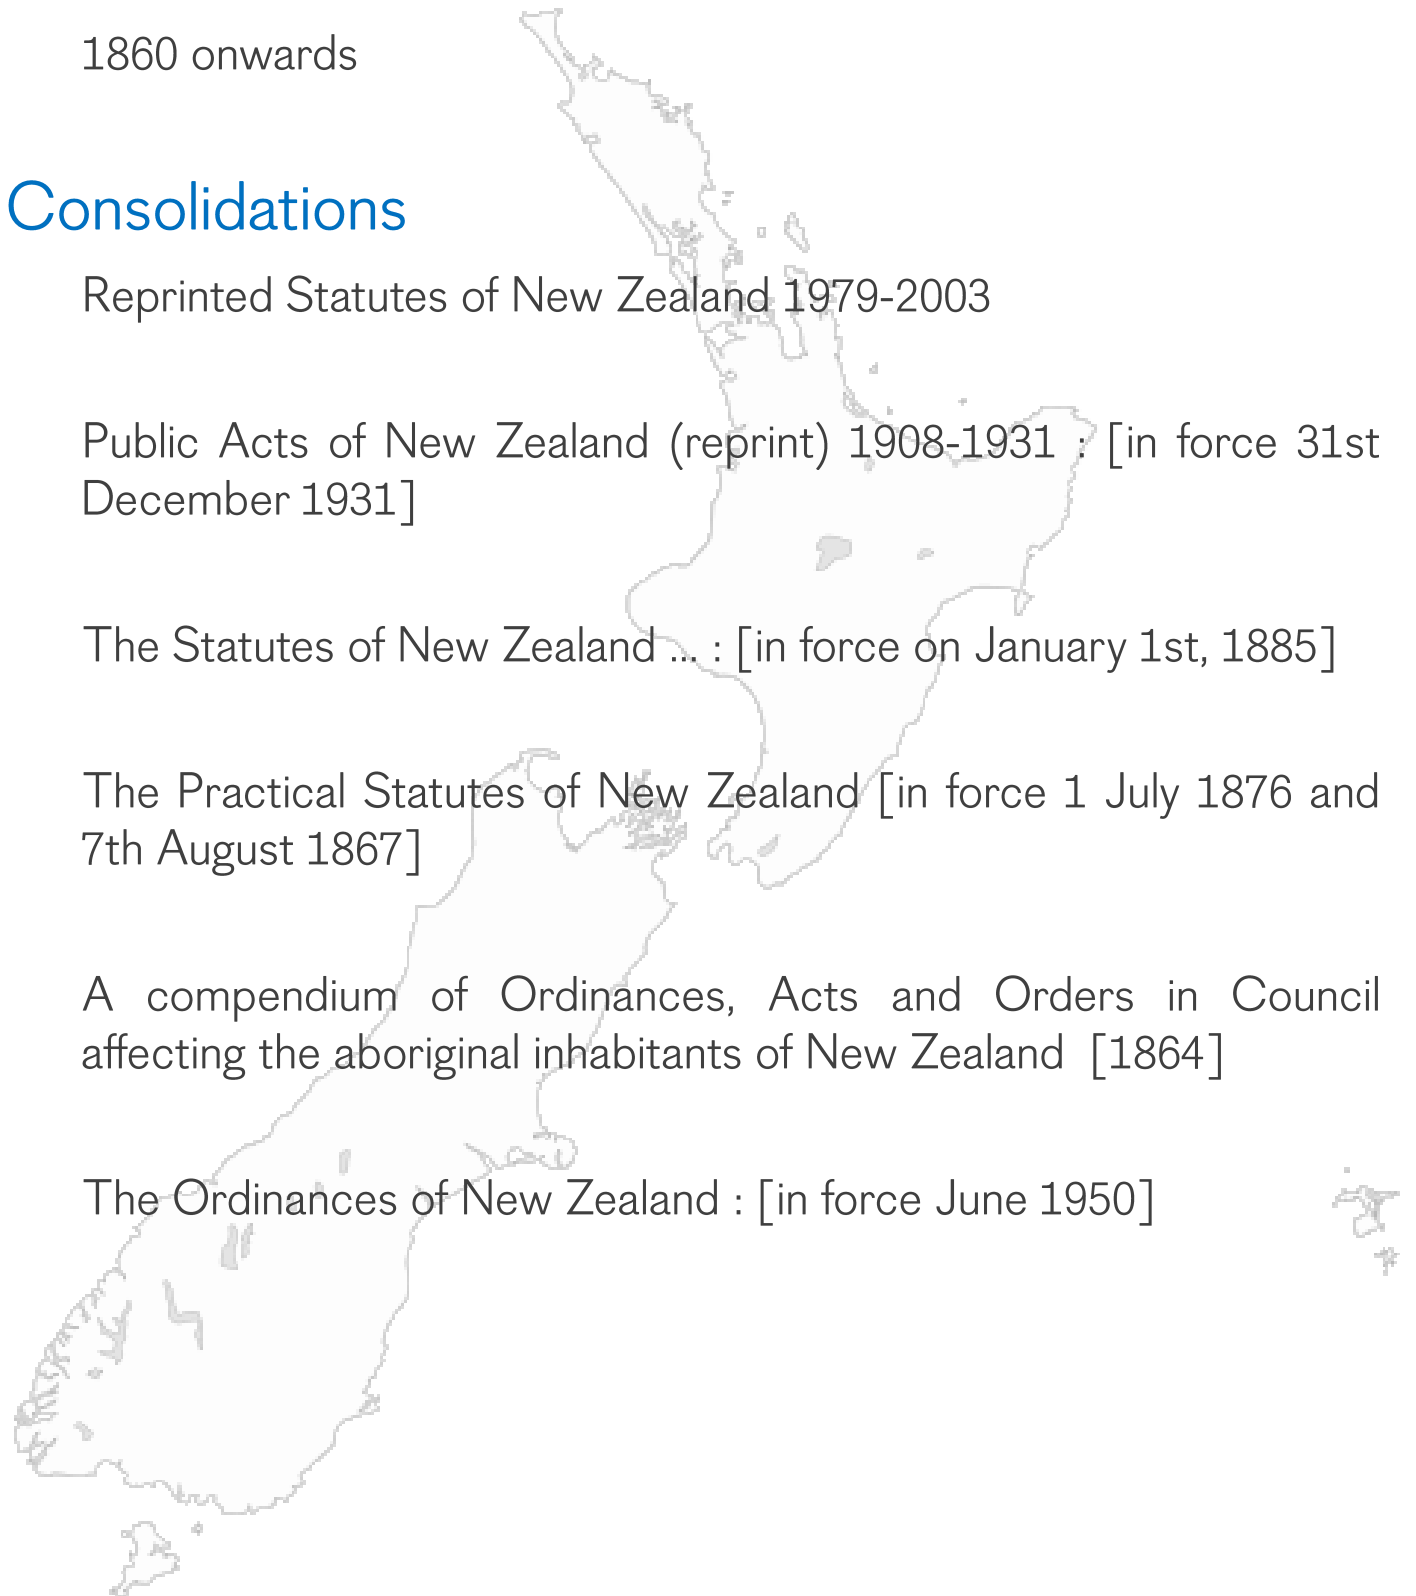 1860 onwards
Consolidations
Reprinted Statutes of New Zealand 1979-2003
Public Acts of New Zealand (reprint) 1908-1931 : [in force 31st
December 1931]
The Statutes of New Zealand ... : [in force on January 1st, 1885]
The Practical Statutes of New Zealand [in force 1 July 1876 and
7th August 1867]
A compendium of Ordinances, Acts and Orders in Council
affecting the aboriginal inhabitants of New Zealand [1864]
The Ordinances of New Zealand : [in force June 1950]